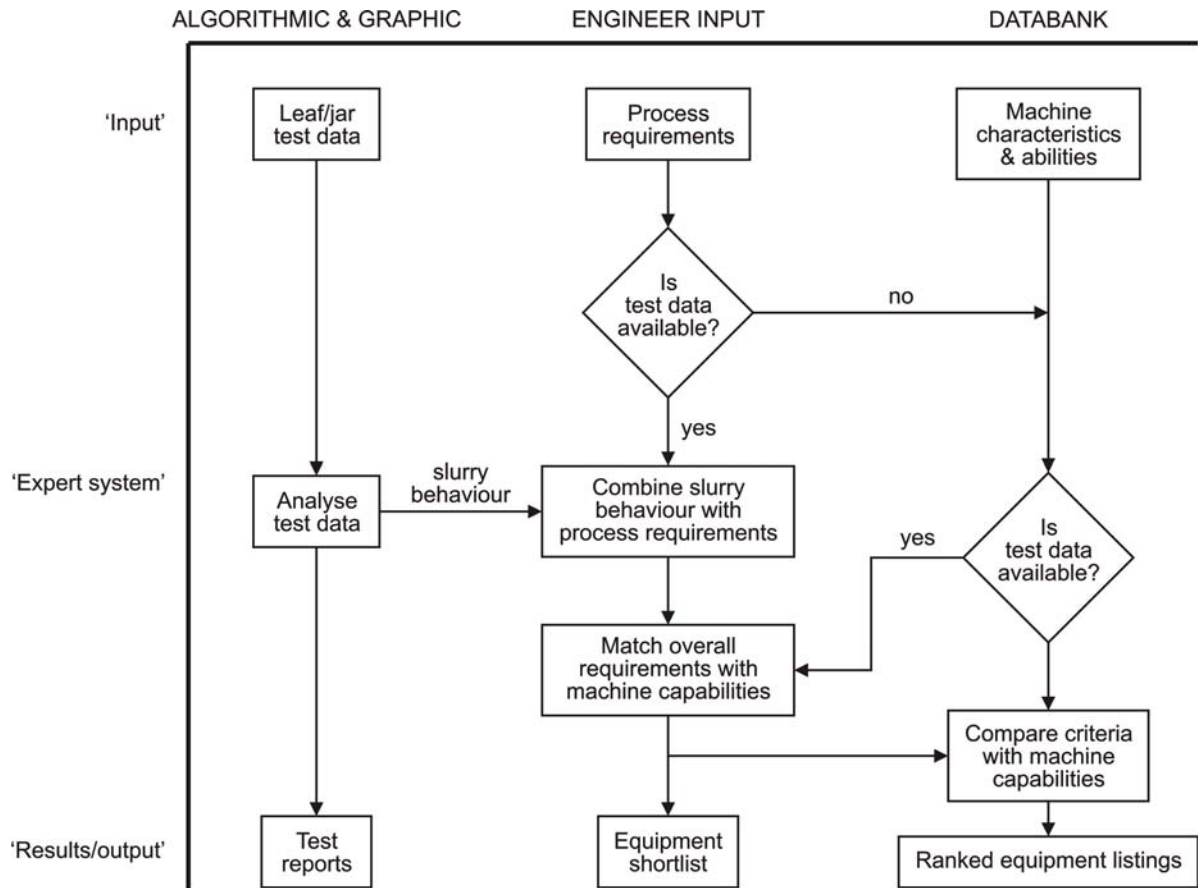 ALGORITHMIC & GRAPHIC
ENGINEER INPUT
DATABANK
‘Input’
Leaf/jar
test data
Process
requirements
Machine
characteristics
& abilities
Is
test data
available?
no
yes
‘Expert system’
Analyse
test data
slurry
behaviour
Combine slurry
behaviour with
process requirements
yes
Is
test data
available?
Match overall
requirements with
machine capabilities
Compare criteria
with machine
capabilities
‘Results/output’
Test
reports
Equipment
shortlist
Ranked equipment listings